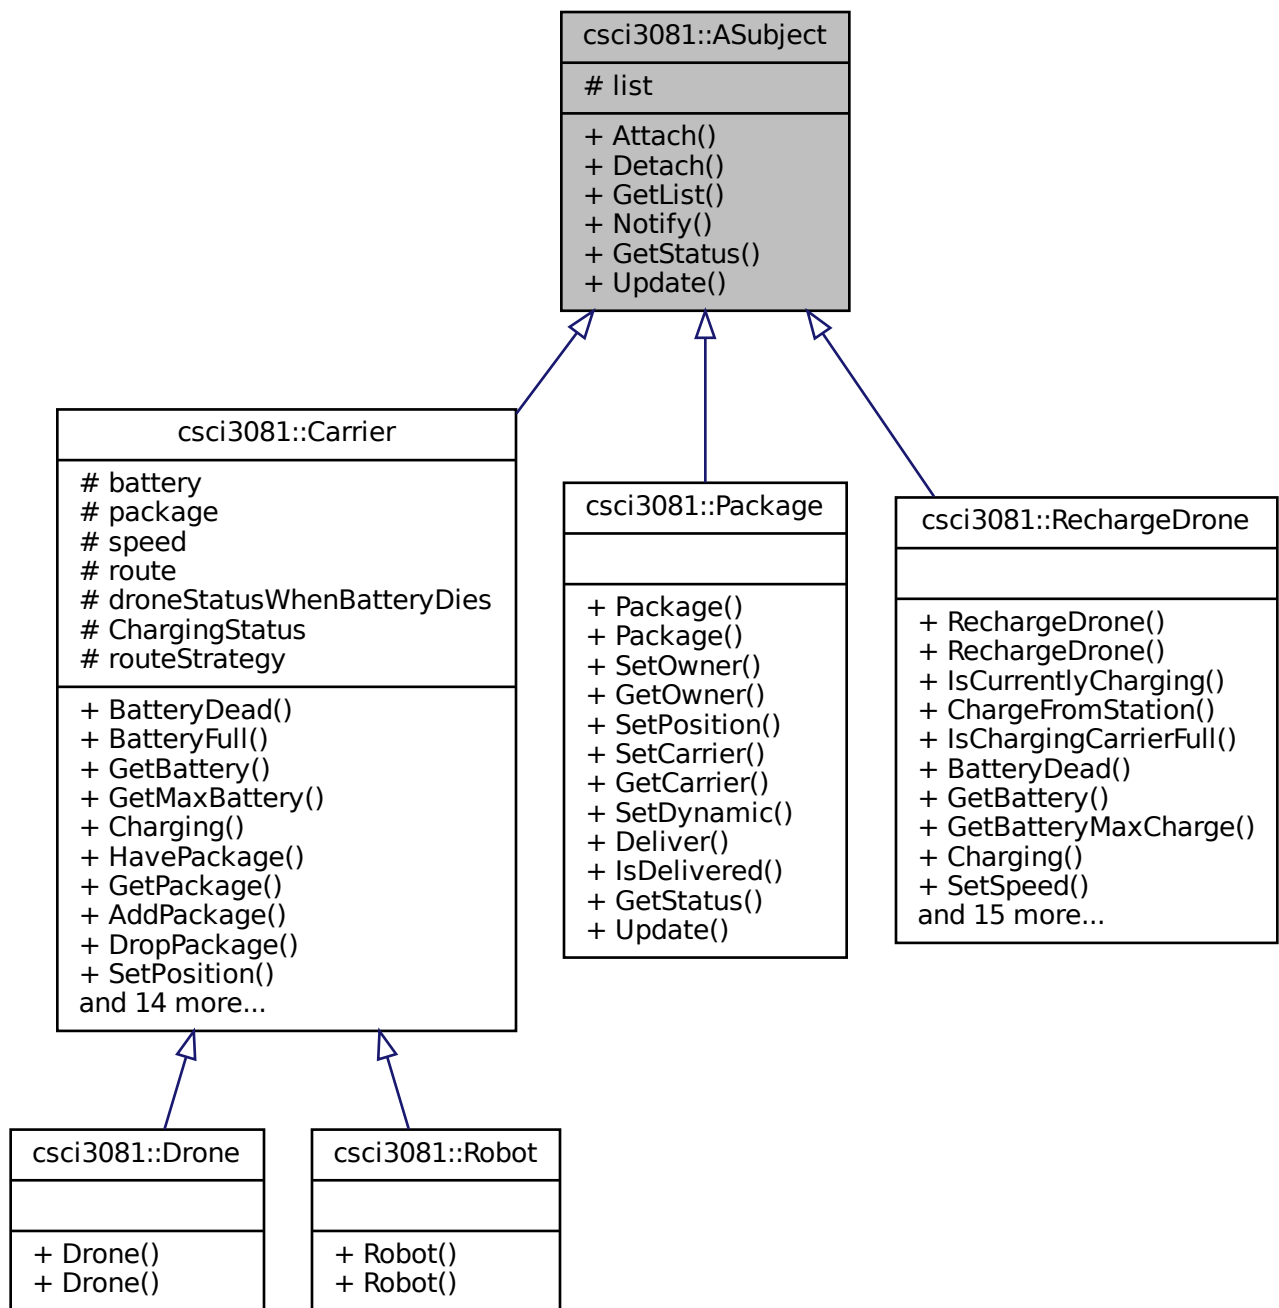 csci3081::ASubject
# list
+ Attach()
+ Detach()
+ GetList()
+ Notify()
+ GetStatus()
+ Update()
csci3081::Carrier
# battery
# package
# speed
# route
# droneStatusWhenBatteryDies
# ChargingStatus
# routeStrategy
+ BatteryDead()
+ BatteryFull()
+ GetBattery()
+ GetMaxBattery()
+ Charging()
+ HavePackage()
+ GetPackage()
+ AddPackage()
+ DropPackage()
+ SetPosition()
and 14 more...
csci3081::Package
+ Package()
+ Package()
+ SetOwner()
+ GetOwner()
+ SetPosition()
+ SetCarrier()
+ GetCarrier()
+ SetDynamic()
+ Deliver()
+ IsDelivered()
+ GetStatus()
+ Update()
csci3081::RechargeDrone
+ RechargeDrone()
+ RechargeDrone()
+ IsCurrentlyCharging()
+ ChargeFromStation()
+ IsChargingCarrierFull()
+ BatteryDead()
+ GetBattery()
+ GetBatteryMaxCharge()
+ Charging()
+ SetSpeed()
and 15 more...
csci3081::Drone
+ Drone()
+ Drone()
csci3081::Robot
+ Robot()
+ Robot()